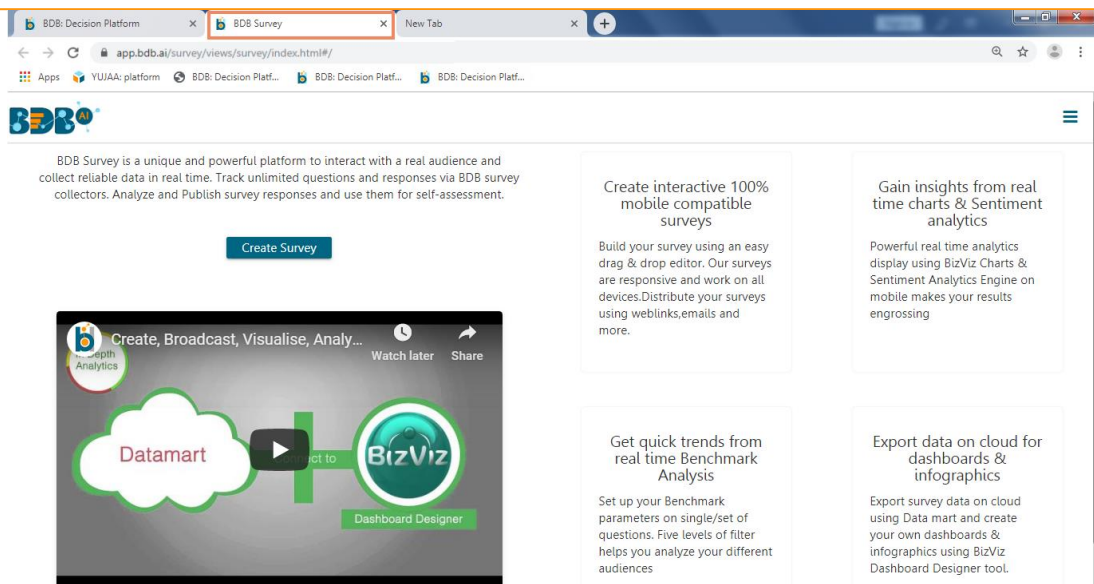 BDB: Decision Platform
BDB Survey
New Tab
app.bdb.ai/survey/views/survey/index.html#/
Apps
YUJAA: platform
BDB: Decision Platf...
BDB: Decision Platf...
BDB: Decision Platf...
BDB AI
BDB Survey is a unique and powerful platform to interact with a real audience and
collect reliable data in real time. Track unlimited questions and responses via BDB survey
collectors. Analyze and Publish survey responses and use them for self-assessment.
Create Survey
Create, Broadcast, Visualise, Analy...
Watch later
Share
Depth
Analytics
Datamart
Connect to
BizViz
Dashboard Designer
Create interactive 100%
mobile compatible
surveys
Build your survey using an easy
drag & drop editor. Our surveys
are responsive and work on all
devices.Distribute your surveys
using weblinks,emails and
more.
Gain insights from real
time charts & Sentiment
analytics
Powerful real time analytics
display using BizViz Charts &
Sentiment Analytics Engine on
mobile makes your results
engrossing
Get quick trends from
real time Benchmark
Analysis
Set up your Benchmark
parameters on single/set of
questions. Five levels of filter
helps you analyze your different
audiences
Export data on cloud for
dashboards &
infographics
Export survey data on cloud
using Data mart and create
your own dashboards &
infographics using BizViz
Dashboard Designer tool.